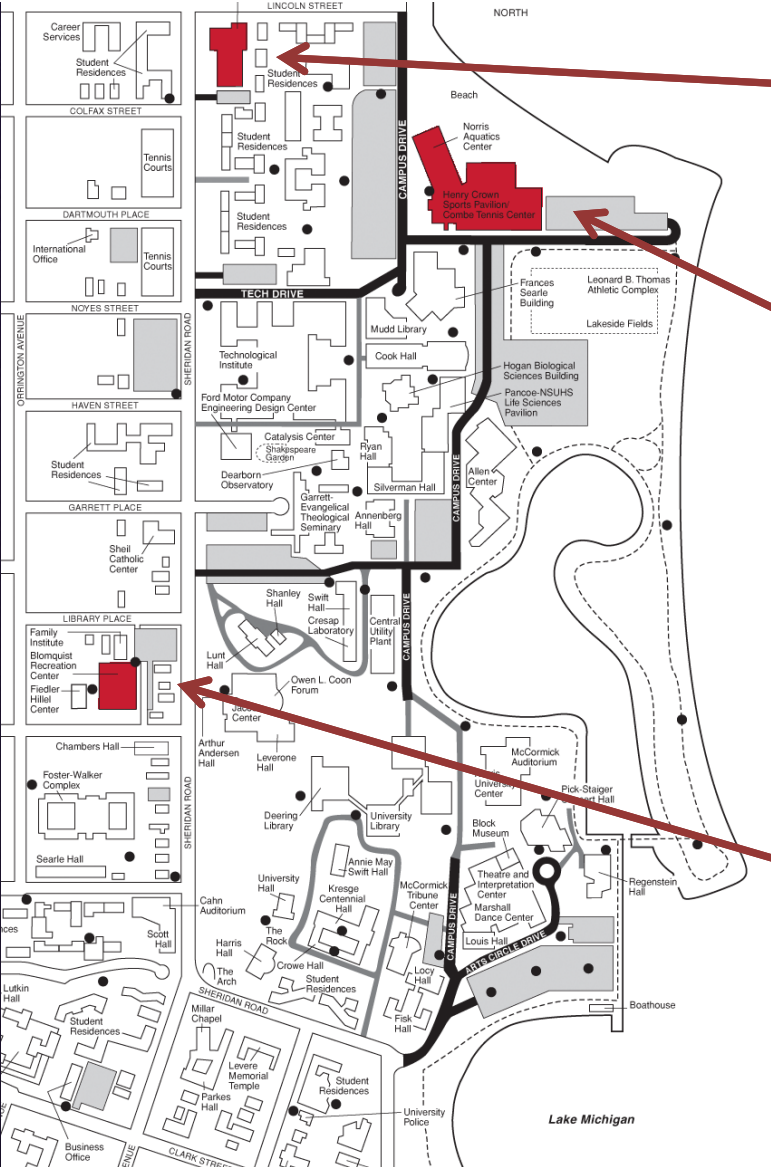 LINCOLN STREET
NORTH
Career
Services
Student
Residences
Student
Residences
Beach
COLFAX STREET
Norris
Aquatics
Center
Tennis
Courts
Student
Residences
CAMPUS DRIVE
Henry Crown
Sports Pavilion/
Combe Tennis Center
DARTMOUTH PLACE
Student
Residences
International
Office
Tennis
Courts
TECH DRIVE
Frances
Searle
Building
Leonard B. Thomas
Athletic Complex
Lakeside Fields
NOYES STREET
ORRINGTON AVENUE
SHERIDAN ROAD
Mudd Library
Technological
Institute
Cook Hall
Hogan Biological
Sciences Building
Pancoe-NSUHS
Life Sciences
Pavilion
Ford Motor Company
Engineering Design Center
HAVEN STREET
Catalysis Center
Shakespeare
Garden
Ryan
Hall
Student
Residences
Dearborn
Observatory
Allen
Center
CAMPUS DRIVE
Silverman Hall
Garrett-
Evangelical
Theological
Seminary
Annenberg
Hall
GARRETT PLACE
Sheil
Catholic
Center
Shanley
Hall
Swift
Hall
Cresap
Laboratory
Central
Utility
Plant
CAMPUS DRIVE
LIBRARY PLACE
Family
Institute
Blomquist
Recreation
Center
Fiedler
Hillel
Center
Lunt
Hall
Owen L. Coon
Forum
Center
Arthur
Andersen
Hall
Leverone
Hall
Chambers Hall
McCormick
Auditorium
Foster-Walker
Complex
University
Center
Pick-Staiger
Hall
SHERIDAN ROAD
Deering
Library
University
Library
Block
Museum
Searle Hall
Annie May
Swift Hall
University
Hall
Kresge
Centennial
Hall
McCormick
Tribune
Center
Theatre and
Interpretation
Center
Marshall
Dance Center
Regenstein
Hall
Cahn
Auditorium
Scott
Hall
The
Rock
CAMPUS DRIVE
Louis Hall
ARTS CIRCLE DRIVE
Harris
Hall
Crowe Hall
The
Arch
Student
Residences
Locy
Hall
Lutkin
Hall
SHERIDAN ROAD
Fisk
Hall
Boathouse
Millar
Chapel
Student
Residences
Levere
Memorial
Temple
Parkes
Hall
Student
Residences
University
Police
Lake Michigan
Business
Office
CLARK STREET